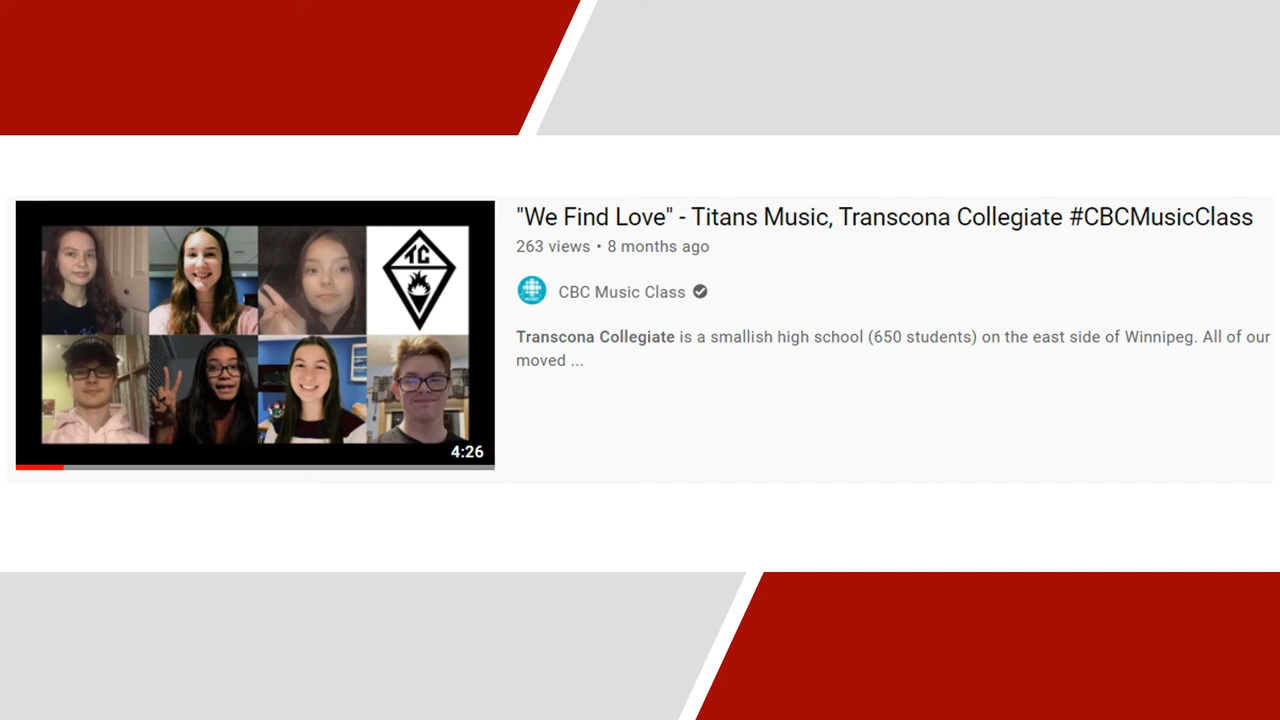 TC
4:26
"We Find Love" - Titans Music, Transcona Collegiate #CBCMusicClass
263 views • 8 months ago
CBC Music Class
Transcona Collegiate is a smallish high school (650 students) on the east side of Winnipeg. All of our
moved ...